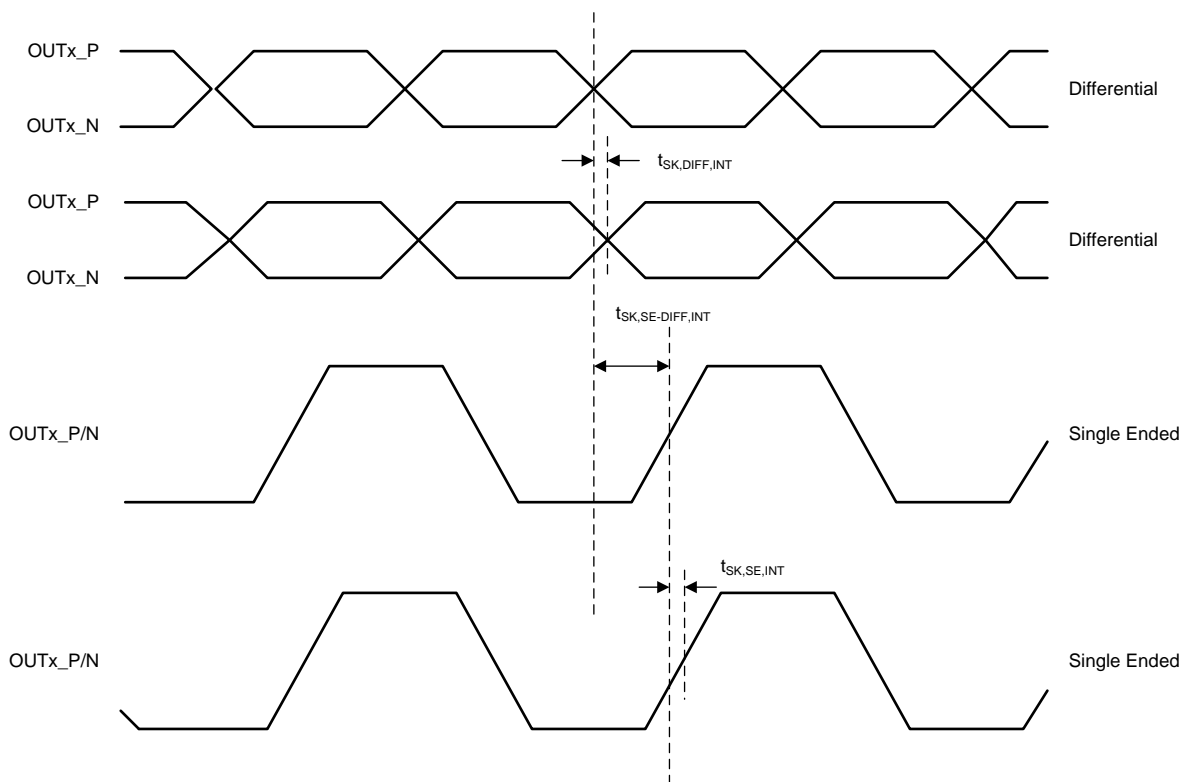 OUTx_P
Differential
OUTx_N
tSK,DIFF,INT
OUTx_P
Differential
OUTx_N
tSK,SE-DIFF,INT
OUTx_P/N
Single Ended
tSK,SE,INT
OUTx_P/N
Single Ended